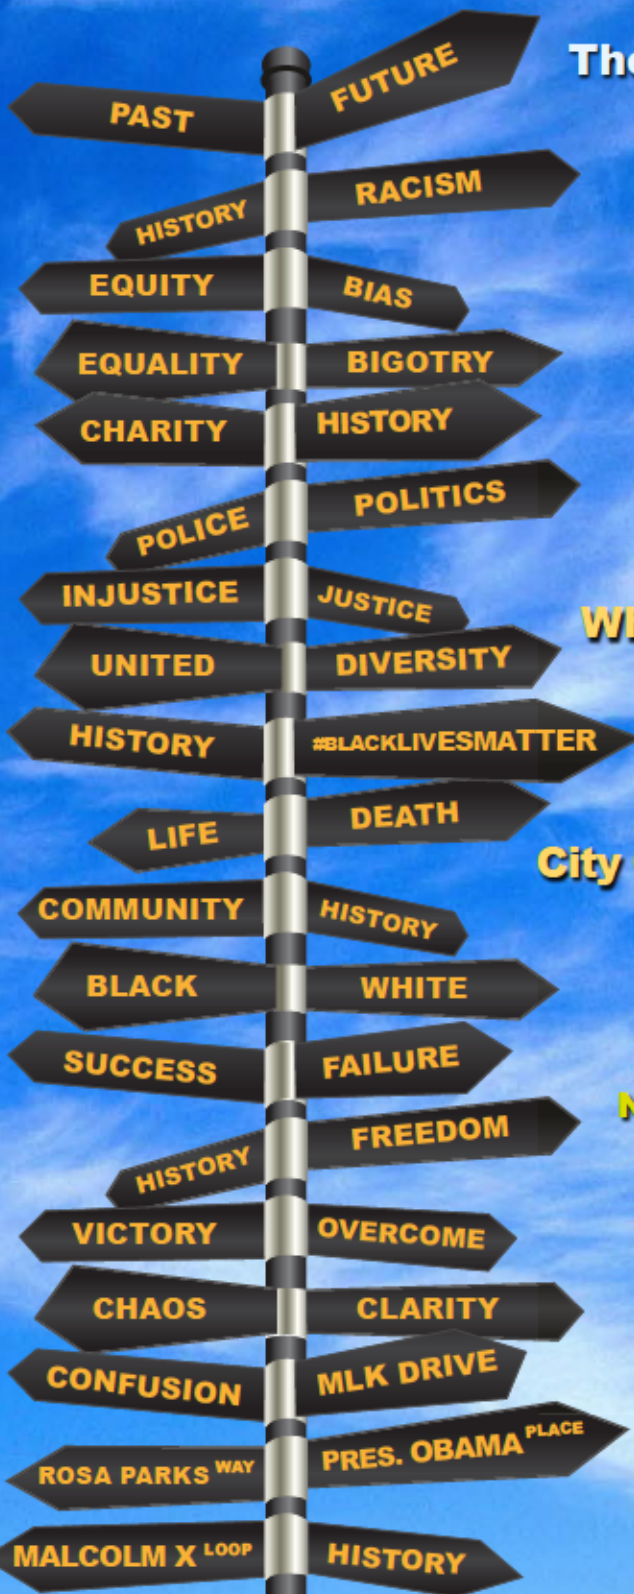 The
PAST
FUTURE
HISTORY
RACISM
EQUITY
BIAS
EQUALITY
BIGOTRY
CHARITY
HISTORY
POLICE
POLITICS
INJUSTICE
JUSTICE
UNITED
DIVERSITY
HISTORY
#BLACKLIVESMATTER
LIFE
DEATH
City
COMMUNITY
HISTORY
BLACK
WHITE
SUCCESS
FAILURE
HISTORY
FREEDOM
VICTORY
OVERCOME
CHAOS
CLARITY
CONFUSION
MLK DRIVE
ROSA PARKS WAY
PRES. OBAMA PLACE
MALCOLM X LOOP
HISTORY